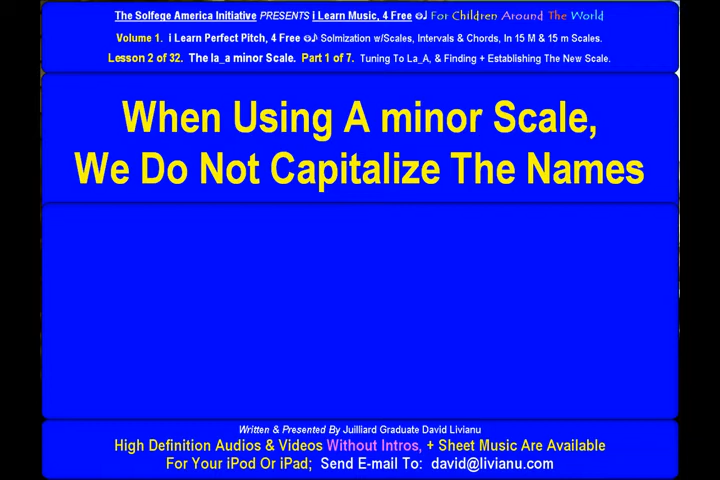 The Solfege America Initiative PRESENTS i Learn Music, 4 Free For Children Around The World
Volume 1. i Learn Perfect Pitch, 4 Free Solmization w/Scales, Intervals & Chords, In 15 M & 15 m Scales.
Lesson 2 of 32. The la_a minor Scale. Part 1 of 7. Tuning To La_A, & Finding + Establishing The New Scale.
When Using A minor Scale,
We Do Not Capitalize The Names
Written & Presented By Juilliard Graduate David Livianu
High Definition Audios & Videos Without Intros, + Sheet Music Are Available
For Your iPod Or iPad; Send E-mail To: david@livianu.com